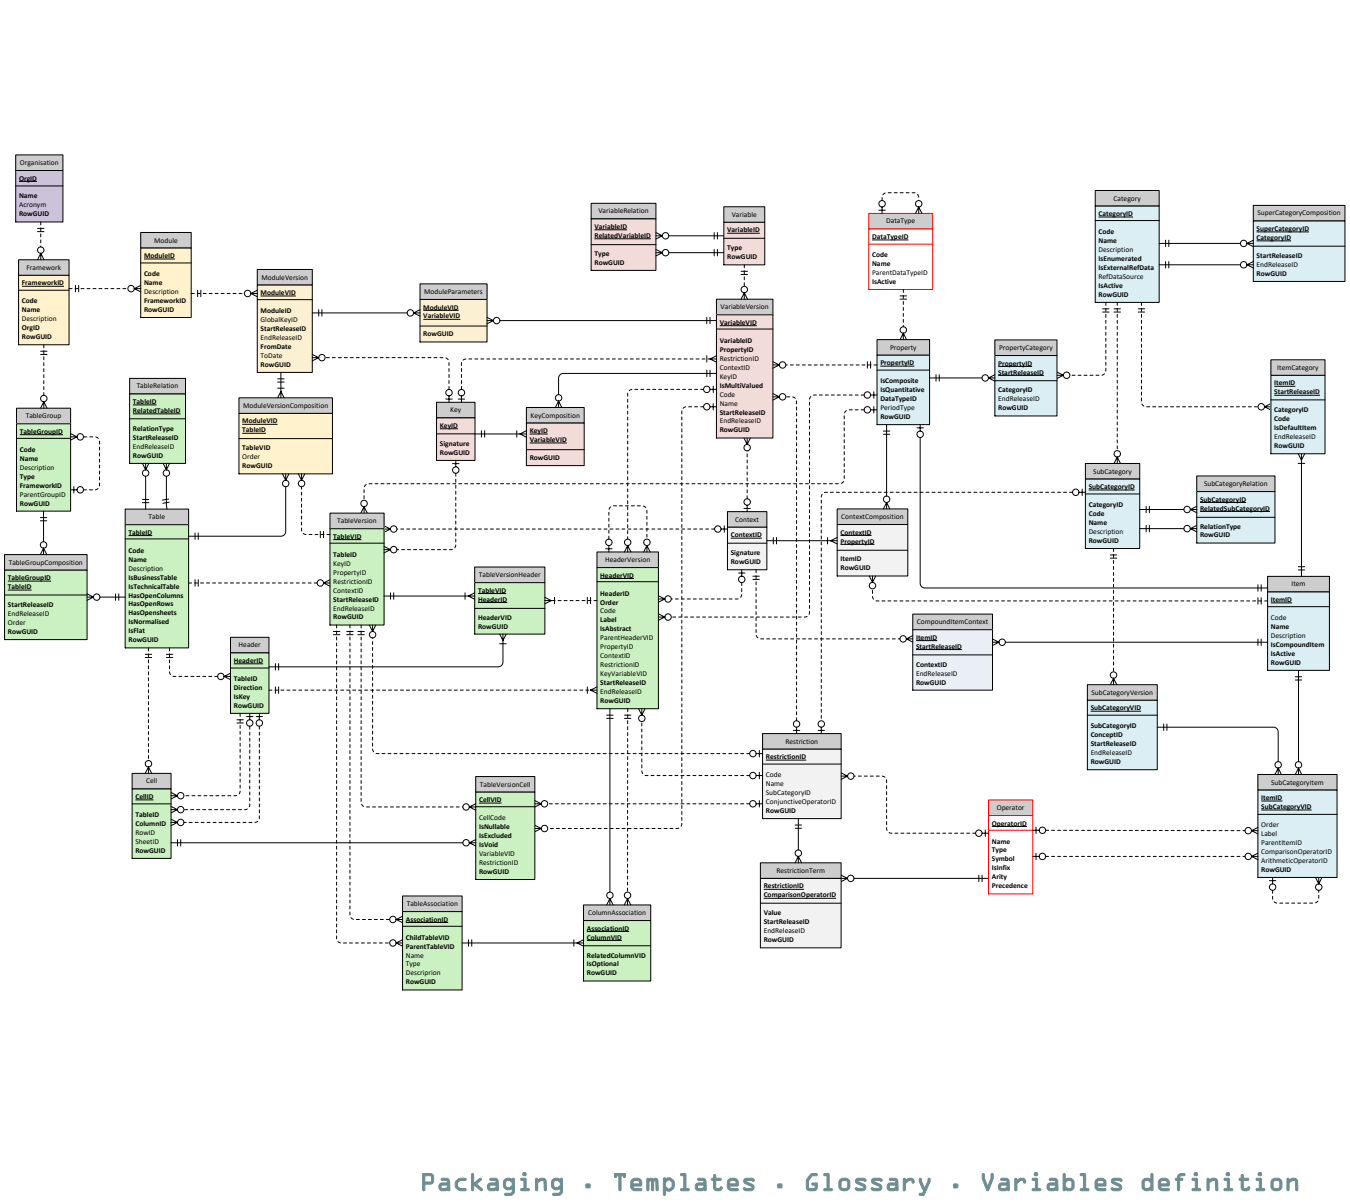 Organisation
OrgID
Name
Acronym
RowGUID
Framework
FrameworkID
Code
Name
Description
OrgID
RowGUID
Module
ModuleID
Code
Name
Description
FrameworkID
RowGUID
ModuleVersion
ModuleVID
ModuleID
GlobalKeyID
StartReleaseID
EndReleaseID
FromDate
ToDate
RowGUID
ModuleParameters
ModuleVID
VariableVID
RowGUID
VariableRelation
VariableID
RelatedVariableID
Type
RowGUID
Variable
VariableID
Type
RowGUID
VariableVersion
VariableVID
VariableID
PropertyID
RestrictionID
ContextID
KeyID
IsMultiValued
Code
Name
StartReleaseID
EndReleaseID
RowGUID
DataType
DataTypeID
Code
Name
ParentDataTypeID
IsActive
Property
PropertyID
IsComposite
IsQuantitative
DataTypeID
PeriodType
RowGUID
PropertyCategory
PropertyID
StartReleaseID
CategoryID
EndReleaseID
RowGUID
Category
CategoryID
Code
Name
Description
IsEnumerated
IsExternalRefData
RefDataSource
IsActive
RowGUID
SuperCategoryComposition
SuperCategoryID
CategoryID
StartReleaseID
EndReleaseID
RowGUID
ItemCategory
ItemID
StartReleaseID
CategoryID
Code
IsDefaultItem
EndReleaseID
RowGUID
TableGroup
TableGroupID
Code
Name
Description
Type
FrameworkID
ParentGroupID
RowGUID
TableRelation
TableID
RelatedTableID
RelationType
StartReleaseID
EndReleaseID
RowGUID
ModuleVersionComposition
ModuleVID
TableID
TableVID
Order
RowGUID
Key
KeyID
Signature
RowGUID
KeyComposition
KeyID
VariableVID
RowGUID
SubCategory
SubCategoryID
CategoryID
Code
Name
Description
RowGUID
SubCategoryRelation
SubCategoryID
RelatedSubCategoryID
RelationType
RowGUID
TableGroupComposition
TableGroupID
TableID
StartReleaseID
EndReleaseID
Order
RowGUID
Table
TableID
Code
Name
Description
IsBusinessTable
IsTechnicalTable
HasOpenColumns
HasOpenRows
HasOpensheets
IsNormalised
IsFlat
RowGUID
TableVersion
TableVID
TableID
KeyID
PropertyID
RestrictionID
ContextID
StartReleaseID
EndReleaseID
RowGUID
TableVersionHeader
TableVID
HeaderID
HeaderVID
RowGUID
HeaderVersion
HeaderVID
HeaderID
Order
Code
Label
IsAbstract
ParentHeaderVID
PropertyID
ContextID
RestrictionID
KeyVariableVID
StartReleaseID
EndReleaseID
RowGUID
Context
ContextID
Signature
RowGUID
ContextComposition
ContextID
PropertyID
ItemID
RowGUID
CompoundItemContext
ItemID
StartReleaseID
ContextID
EndReleaseID
RowGUID
Item
ItemID
Code
Name
Description
IsCompoundItem
IsActive
RowGUID
Header
HeaderID
TableID
Direction
IsKey
RowGUID
SubCategoryVersion
SubCategoryVID
SubCategoryID
ConceptID
StartReleaseID
EndReleaseID
RowGUID
Cell
CellID
TableID
ColumnID
RowID
SheetID
RowGUID
TableVersionCell
CellVID
CellCode
IsNullable
IsExcluded
IsVoid
VariableVID
RestrictionID
RowGUID
Restriction
RestrictionID
Code
Name
SubCategoryID
ConjunctiveOperatorID
RowGUID
Operator
OperatorID
Name
Type
Symbol
IsInfix
Arity
Precedence
SubCategoryItem
ItemID
SubCategoryVID
Order
Label
ParentItemID
ComparisonOperatorID
ArithmeticOperatorID
RowGUID
RestrictionTerm
RestrictionID
ComparisonOperatorID
Value
StartReleaseID
EndReleaseID
RowGUID
TableAssociation
AssociationID
ChildTableVID
ParentTableVID
Name
Type
Descriprion
RowGUID
ColumnAssociation
AssociationID
ColumnVID
RelatedColumnVID
IsOptional
RowGUID
Packaging . Templates . Glossary . Variables definition